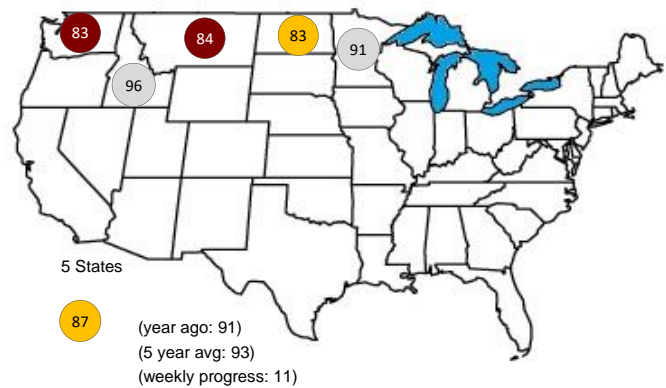 83
84
83
91
96
5 States
87
(year ago: 91)
(5 year avg: 93)
(weekly progress: 11)